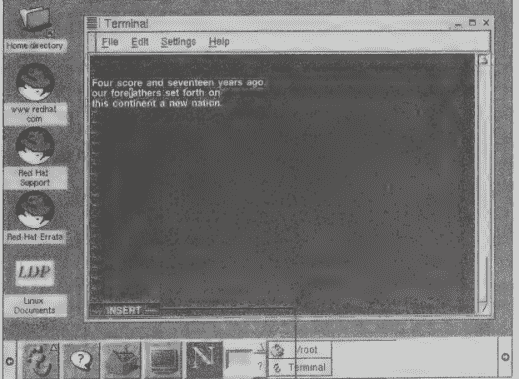 Terminal
File Edit Settings Help
Home directory
Four score and seventeen years ago,
our forefathers set forth on
this continent a new nation.
www redhat
com
Red Hat
Support
Red-Hat Errata
LDP
Linux
Documents
INSERT
N
/root
Terminal